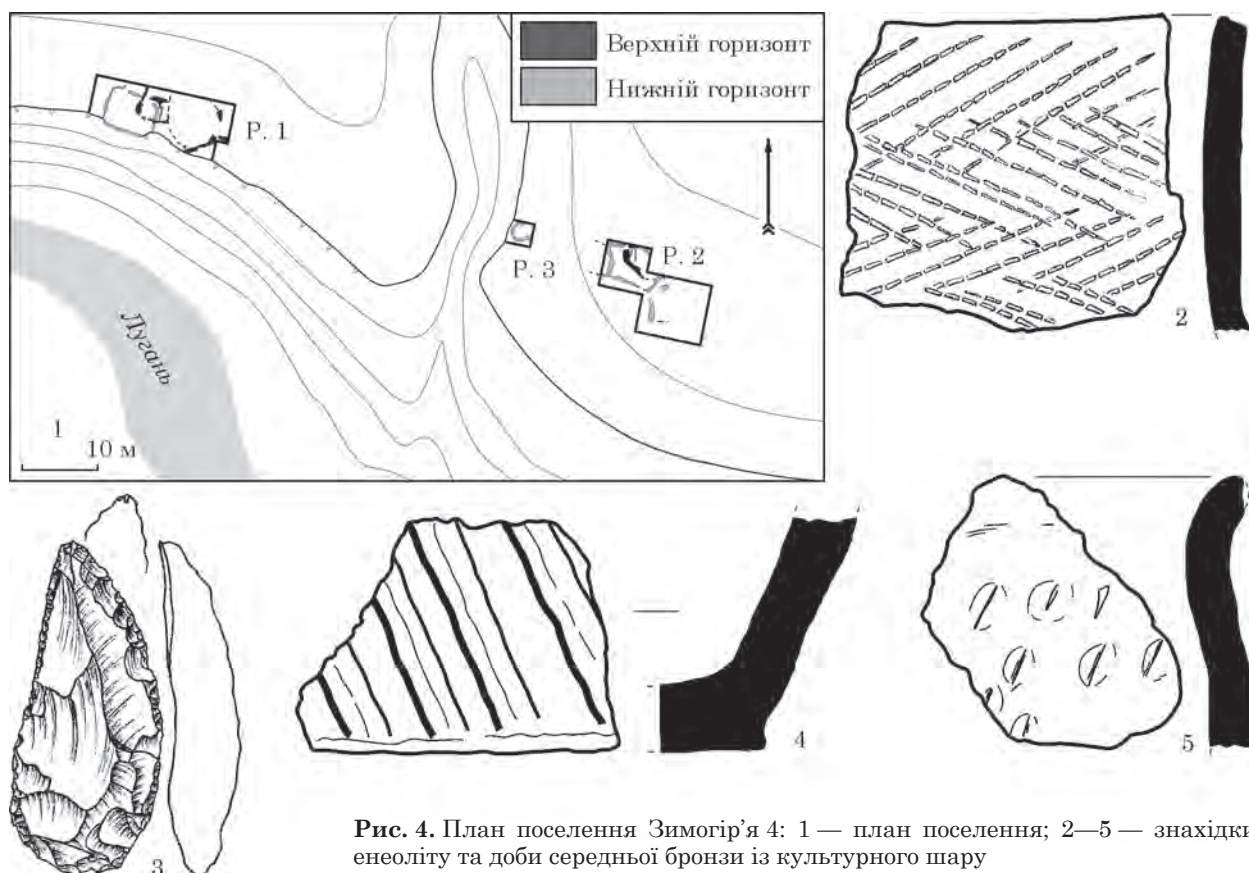 Верхній горизонт
Нижній горизонт
Р. 1
Р. 3
Р. 2
Лугань
1
10 м
2
3
4
5
Рис. 4. План поселення Зимогір'я 4: 1 — план поселення; 2—5 — знахідки
енеоліту та доби середньої бронзи із культурного шару